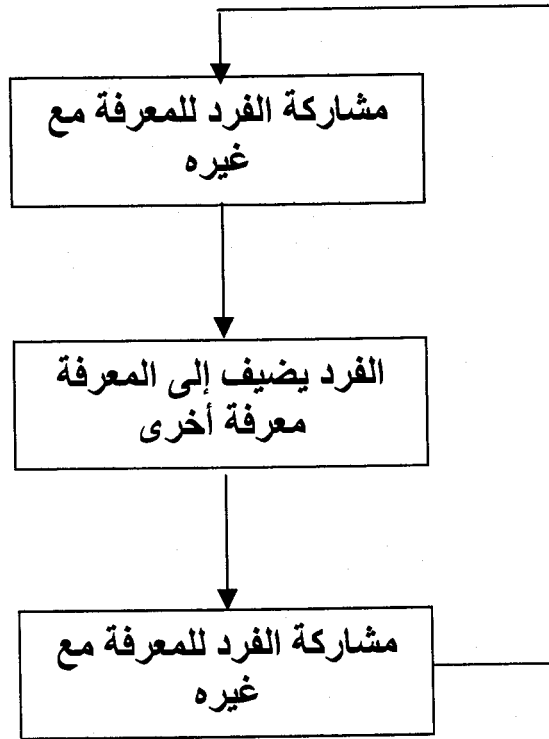 مشاركة الفرد للمعرفة مع
غيره
الفرد يضيف إلى المعرفة
معرفة أخرى
مشاركة الفرد للمعرفة مع
غيره